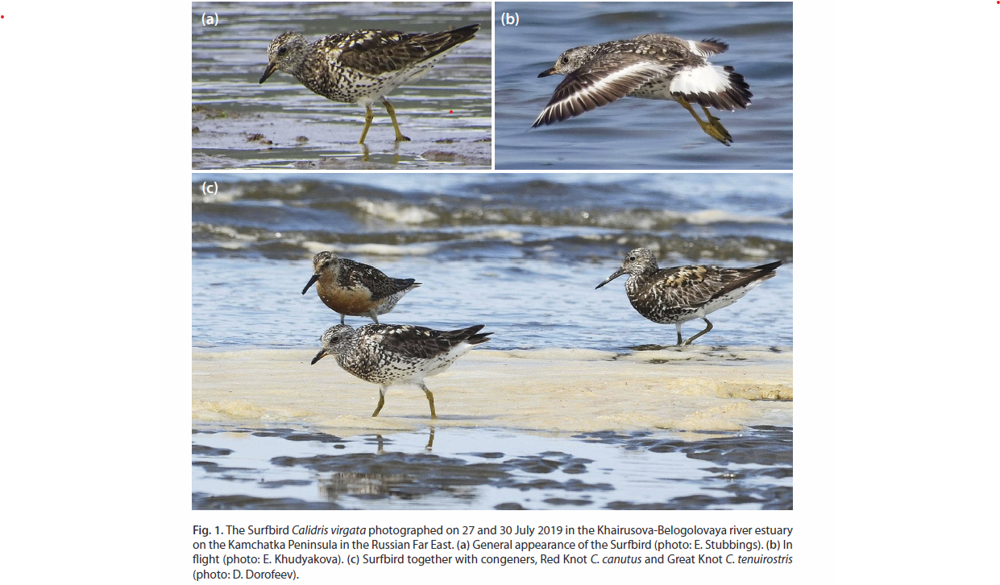 (a)
(b)
(c)
Fig. 1. The Surfbird Calidris virgata photographed on 27 and 30 July 2019 in the Khairusova-Belogolovaya river estuary
on the Kamchatka Peninsula in the Russian Far East. (a) General appearance of the Surfbird (photo: E. Stubbings). (b) In
flight (photo: E. Khudyakova). (c) Surfbird together with congeners, Red Knot C. canutus and Great Knot C. tenuirostris
(photo: D. Dorofeev).